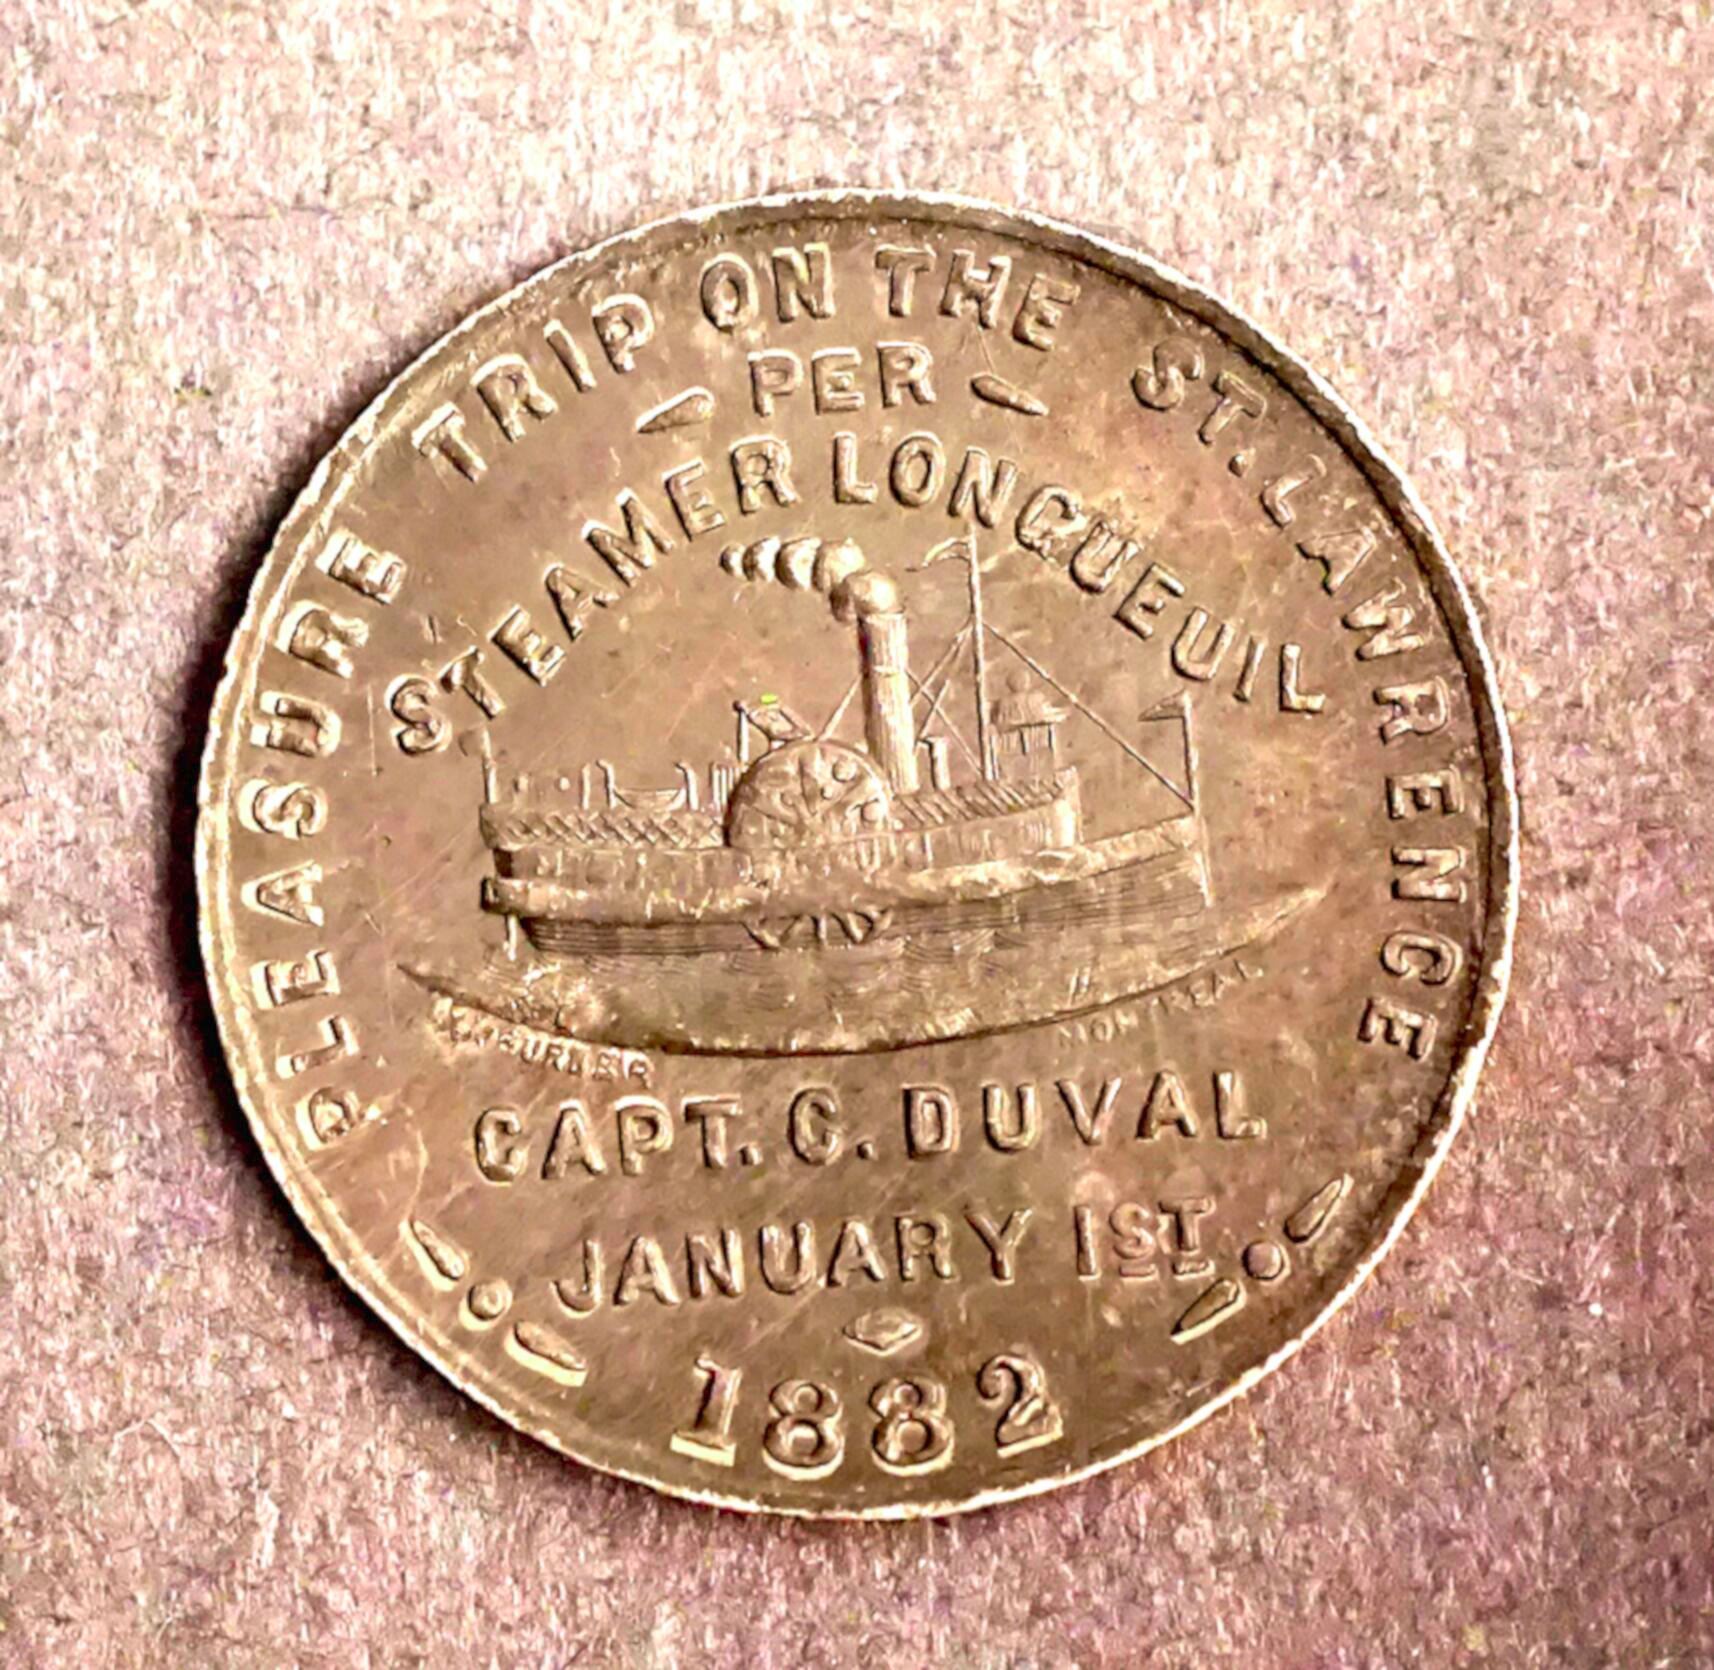 PLEASURE TRIP ON THE ST. LAWRENCE
PER
STEAMER LONGUEUIL
MONTREAL
CAPT. C. DUVAL
JANUARY 1ST
1882